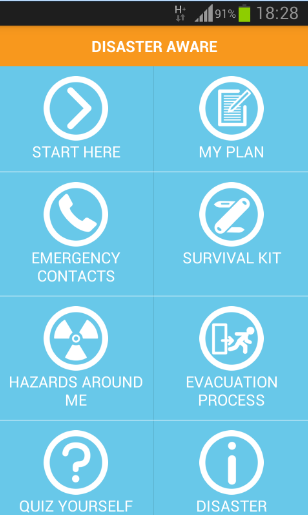 H+ 91% 18:28
DISASTER AWARE
START HERE
MY PLAN
EMERGENCY
CONTACTS
SURVIVAL KIT
HAZARDS AROUND
ME
EVACUATION
PROCESS
QUIZ YOURSELF
DISASTER